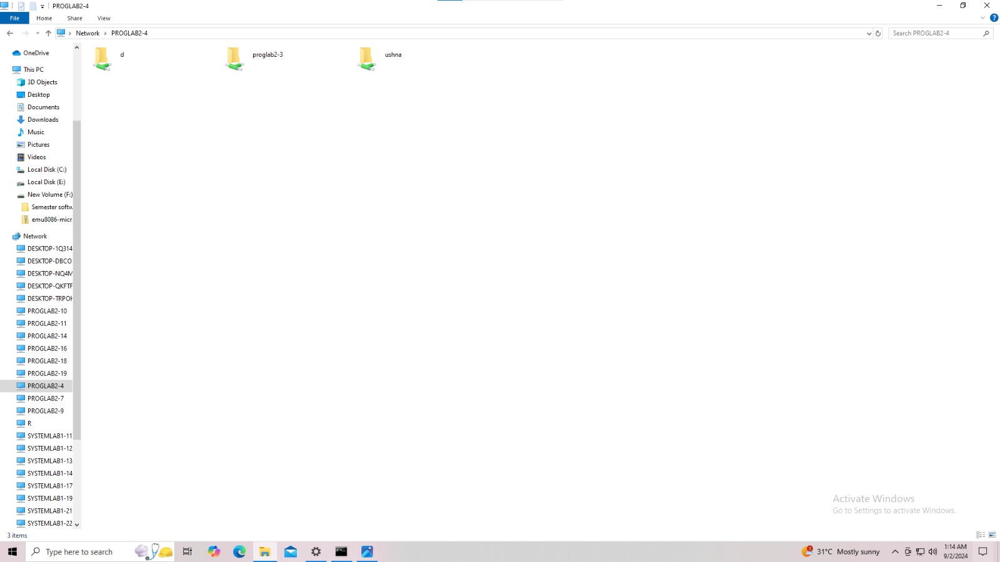 PROGLAB2-4
File Home Share View
Network › PROGLAB2-4 Search PROGLAB2-4
OneDrive
This PC
3D Objects
Desktop
Documents
Downloads
Music
Pictures
Videos
Local Disk (C:)
Local Disk (E:)
New Volume (F:)
Semester softw
emu8086-micr
Network
DESKTOP-1Q314
DESKTOP-DBCO
DESKTOP-NQ4M
DESKTOP-QKFTF
DESKTOP-TRPOH
PROGLAB2-10
PROGLAB2-11
PROGLAB2-14
PROGLAB2-16
PROGLAB2-18
PROGLAB2-19
PROGLAB2-4
PROGLAB2-7
PROGLAB2-9
R
SYSTEMLAB1-11
SYSTEMLAB1-12
SYSTEMLAB1-13
SYSTEMLAB1-14
SYSTEMLAB1-17
SYSTEMLAB1-19
SYSTEMLAB1-21
SYSTEMLAB1-22
d proglab2-3 ushna
Activate Windows
Go to Settings to activate Windows.
3 items
Type here to search
31°C Mostly sunny
1:14 AM
9/2/2024